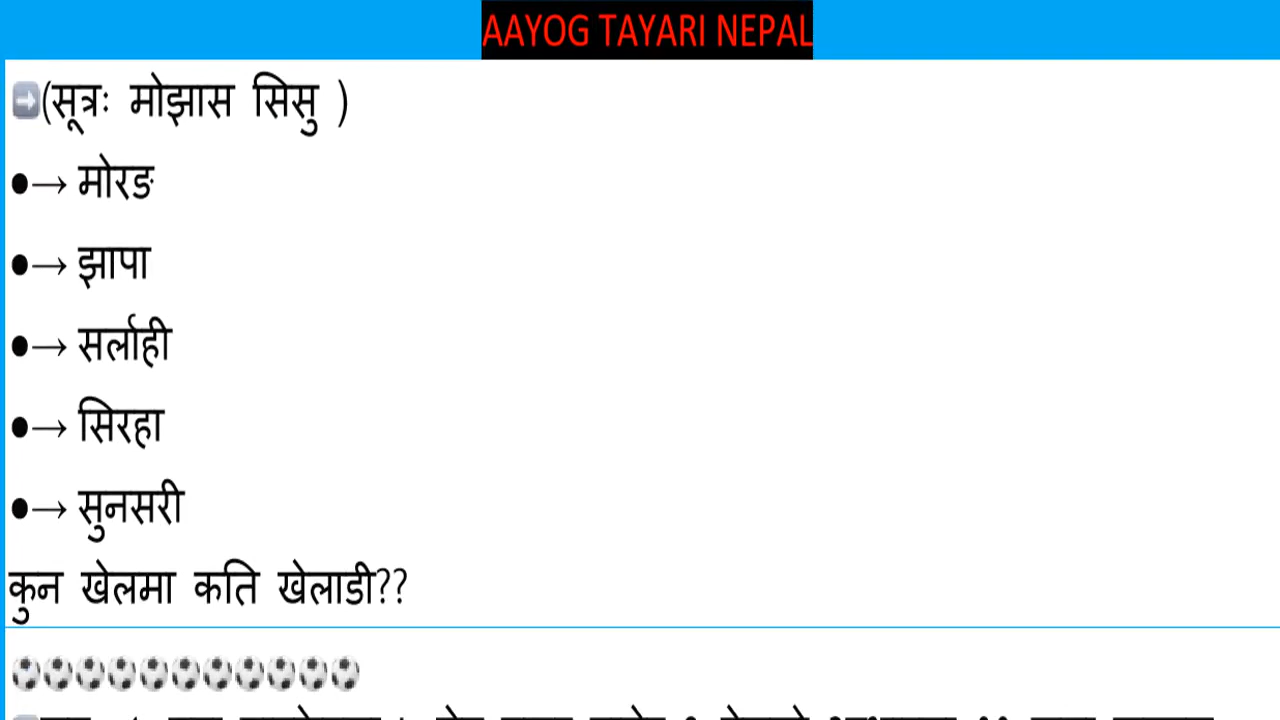 AAYOG TAYARI NEPAL
➡(सूत्रः मोझास सिसु )
●→ मोरङ
●→ झापा
●→ सर्लाही
●→ सिरहा
●→ सुनसरी
कुन खेलमा कति खेलाडी??
⚽⚽⚽⚽⚽⚽⚽⚽⚽⚽⚽